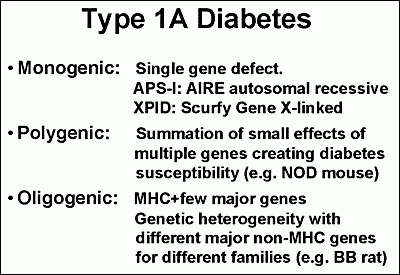 Type 1A Diabetes
• Monogenic: Single gene defect.
APS-I: AIRE autosomal recessive
XPID: Scurfy Gene X-linked
• Polygenic: Summation of small effects of
multiple genes creating diabetes
susceptibility (e.g. NOD mouse)
• Oligogenic: MHC+few major genes
Genetic heterogeneity with
different major non-MHC genes
for different families (e.g. BB rat)